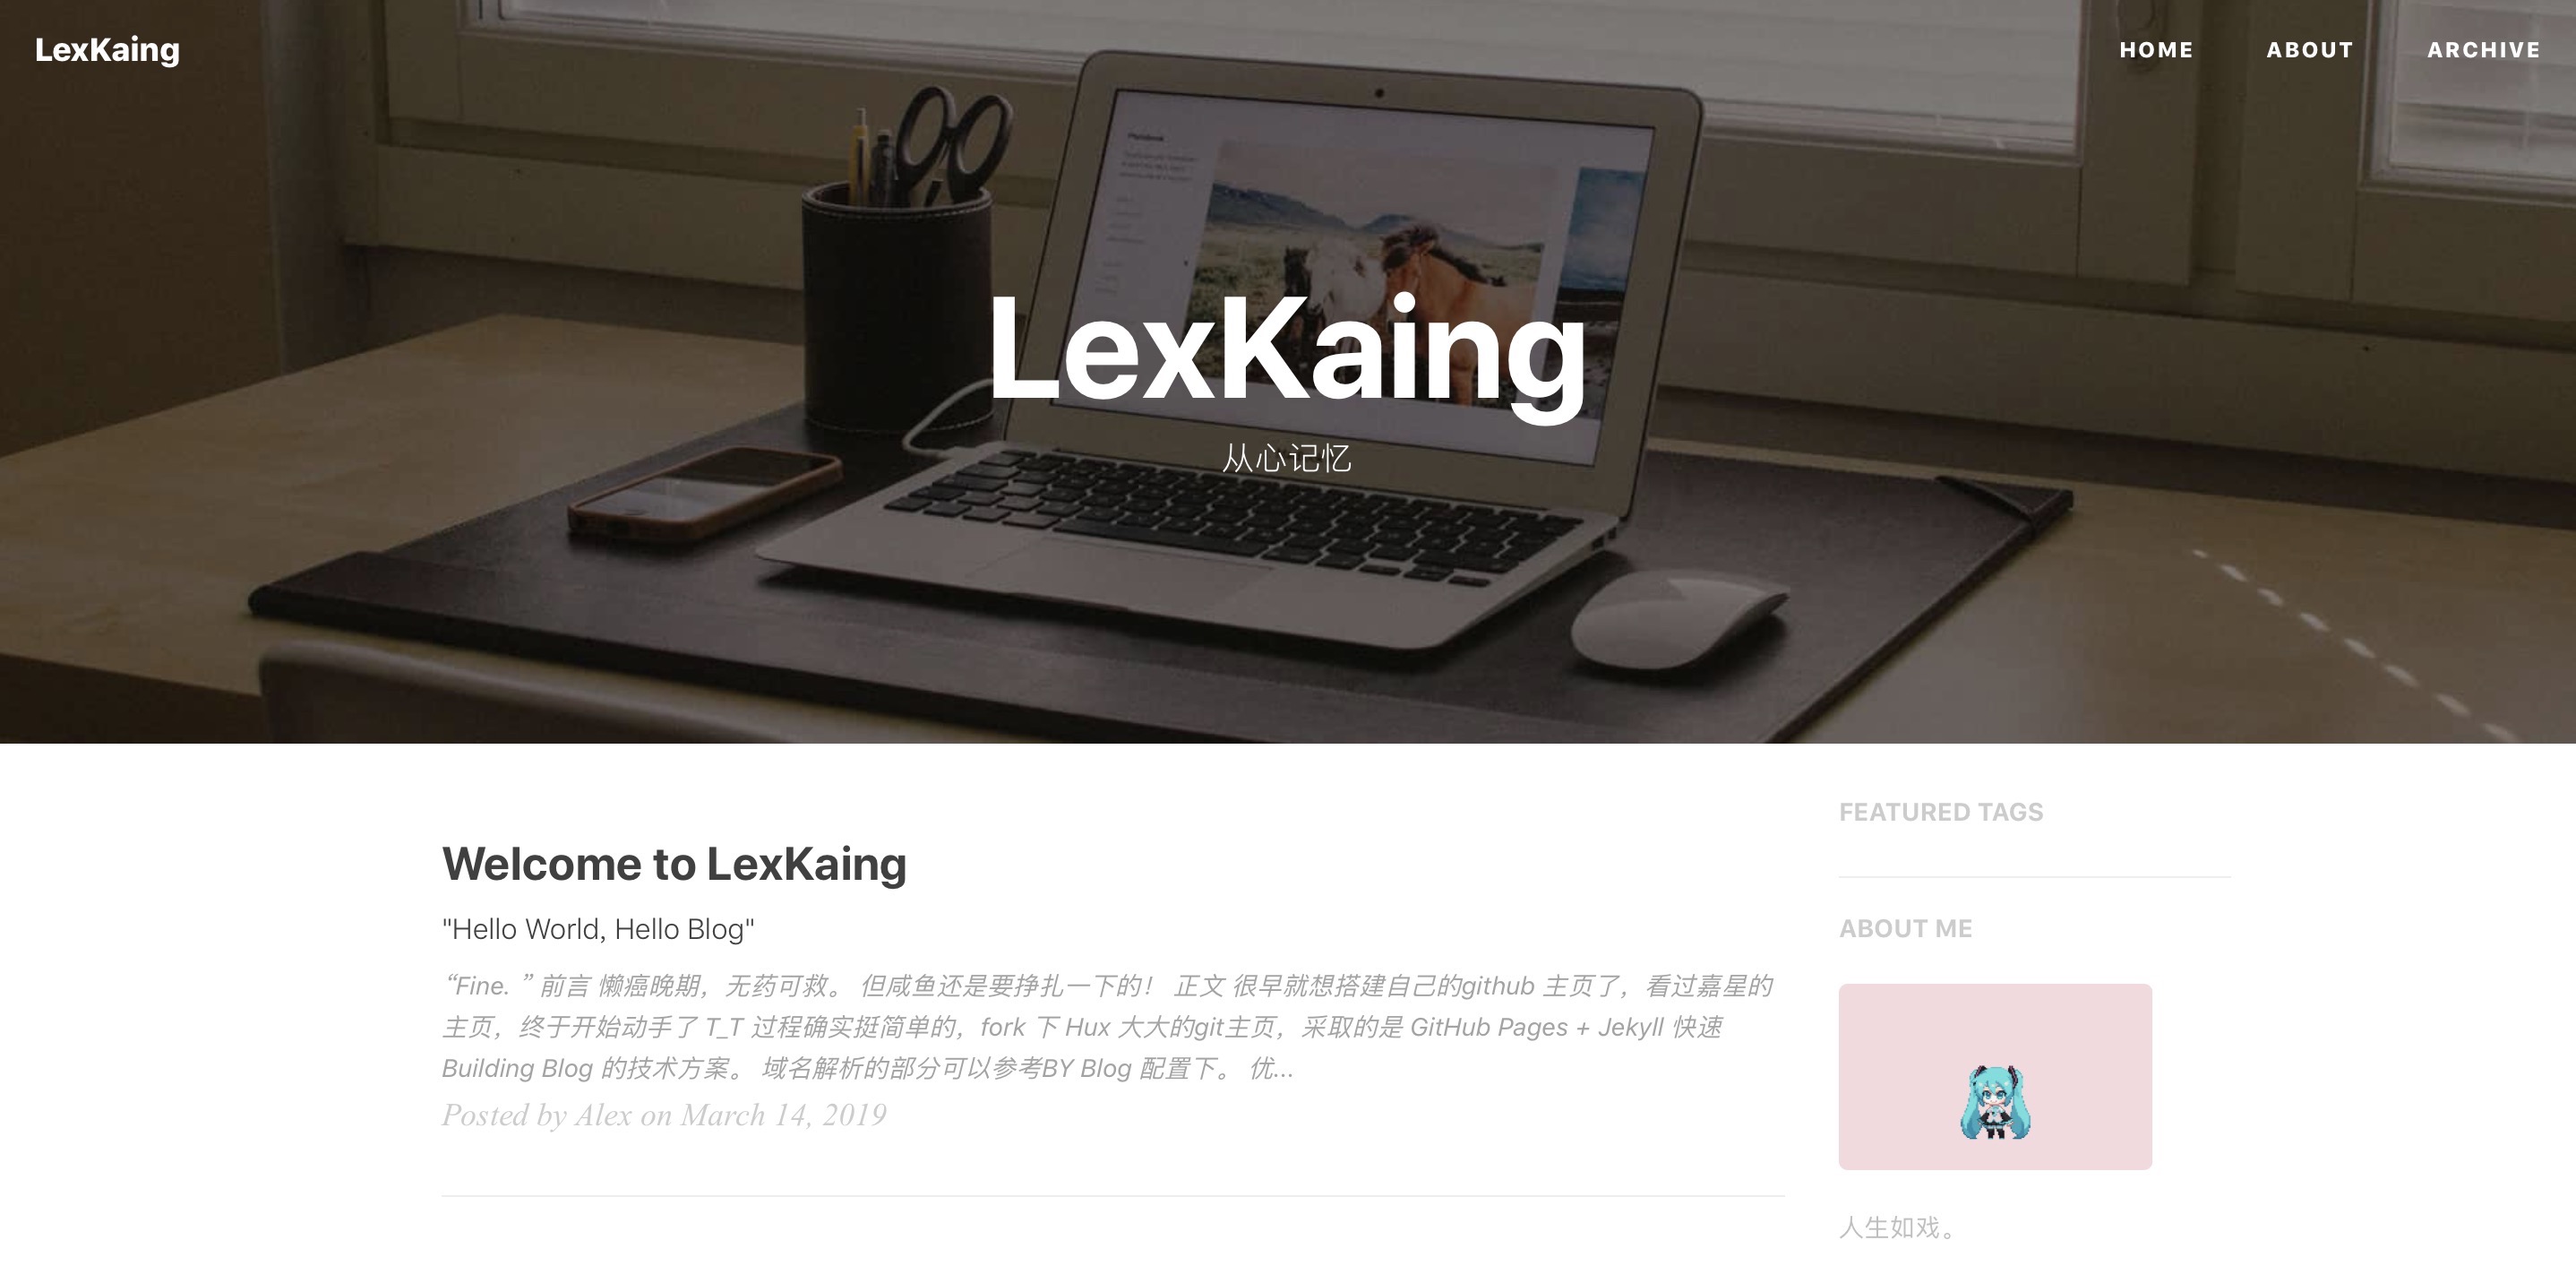 LexKaing
HOME
ABOUT
ARCHIVE
LexKaing
从心记忆
Welcome to LexKaing
"Hello World, Hello Blog"
“Fine. ” 前言 懒癌晚期，无药可救。 但咸鱼还是要挣扎一下的！ 正文 很早就想搭建自己的github 主页了，看过嘉星的
主页，终于开始动手了 T_T 过程确实挺简单的，fork 下 Hux 大大的git主页，采取的是 GitHub Pages + Jekyll 快速
Building Blog 的技术方案。 域名解析的部分可以参考BY Blog 配置下。 优...
Posted by Alex on March 14, 2019
FEATURED TAGS
ABOUT ME
人生如戏。